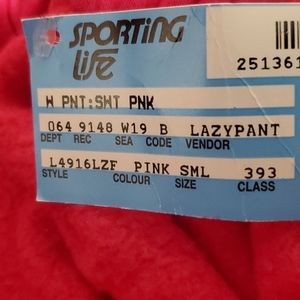 SPORTING
life
251361
W PNT:SWT PNK
064 9148 W19 B LAZYPANT
DEPT REC SEA CODE VENDOR
L4916LZF PINK SML 393
STYLE COLOUR SIZE CLASS